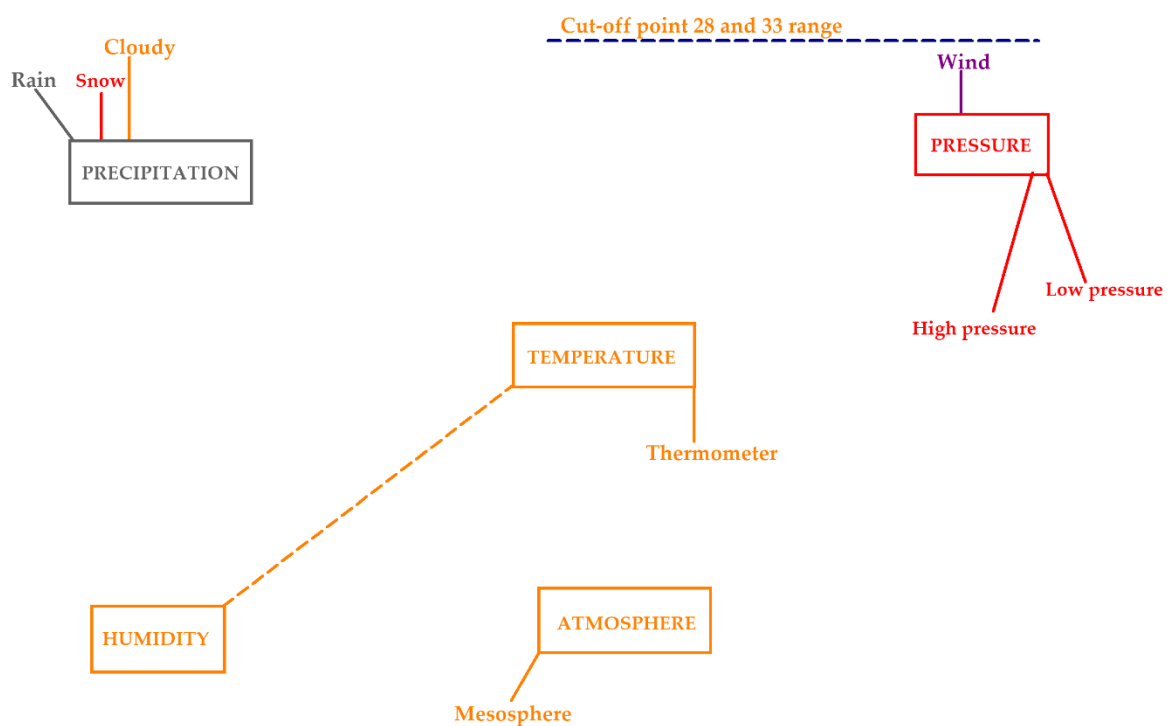 Cut-off point 28 and 33 range
Cloudy
Rain
Snow
Wind
PRECIPITATION
PRESSURE
Low pressure
High pressure
TEMPERATURE
Thermometer
HUMIDITY
ATMOSPHERE
Mesosphere